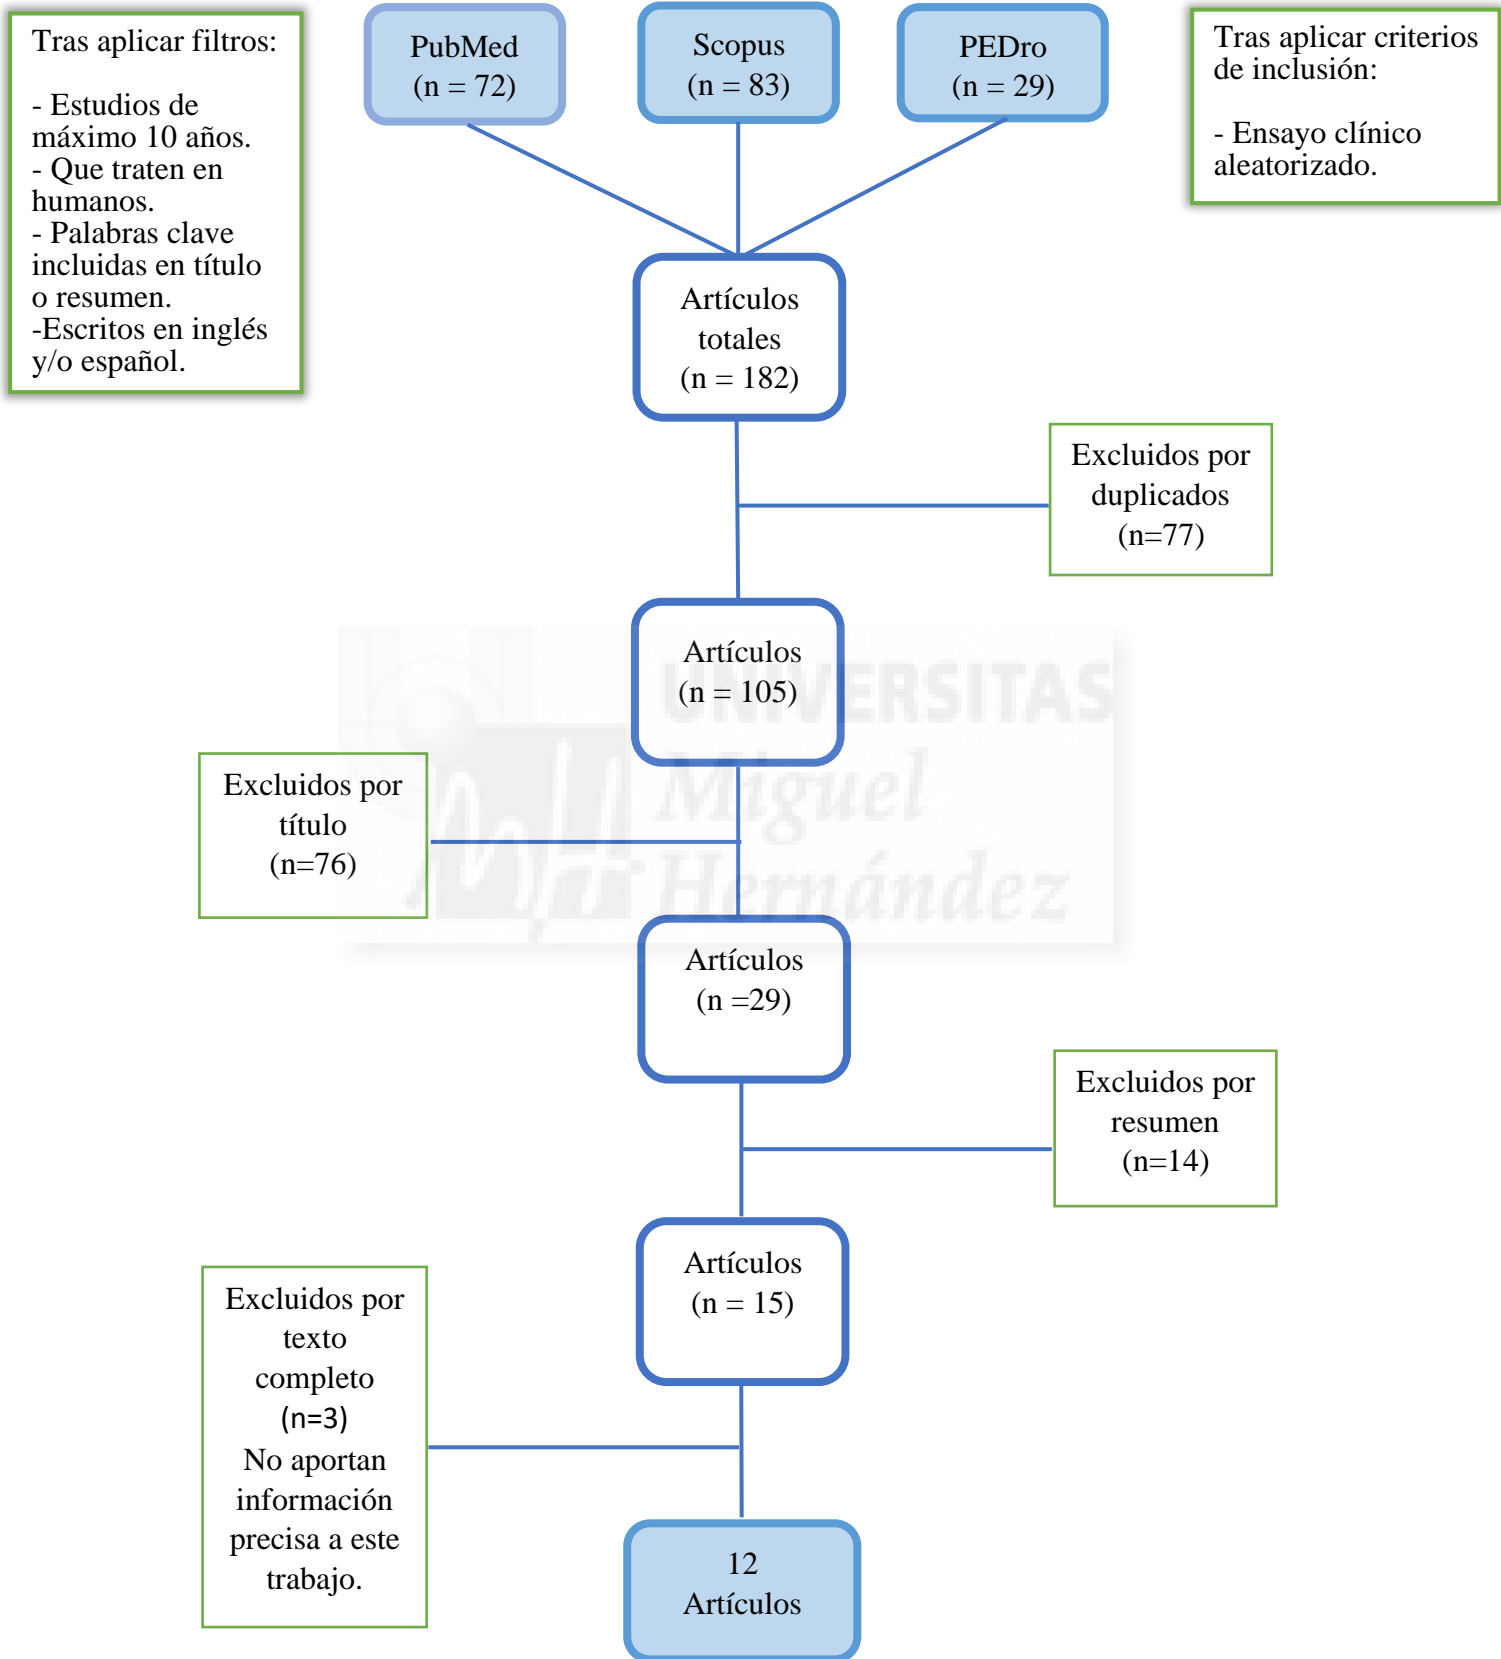 Tras aplicar filtros:
- Estudios de
máximo 10 años.
- Que traten en
humanos.
- Palabras clave
incluidas en título
o resumen.
-Escritos en inglés
y/o español.
PubMed
(n = 72)
Scopus
(n = 83)
PEDro
(n = 29)
Tras aplicar criterios
de inclusión:
- Ensayo clínico
aleatorizado.
Artículos
totales
(n = 182)
Excluidos por
duplicados
(n=77)
Artículos
(n = 105)
UNIVERSITAS
Miguel
Hernández
Excluidos por
título
(n=76)
Artículos
(n =29)
Excluidos por
resumen
(n=14)
Artículos
(n = 15)
Excluidos por
texto
completo
(n=3)
No aportan
información
precisa a este
trabajo.
12
Artículos